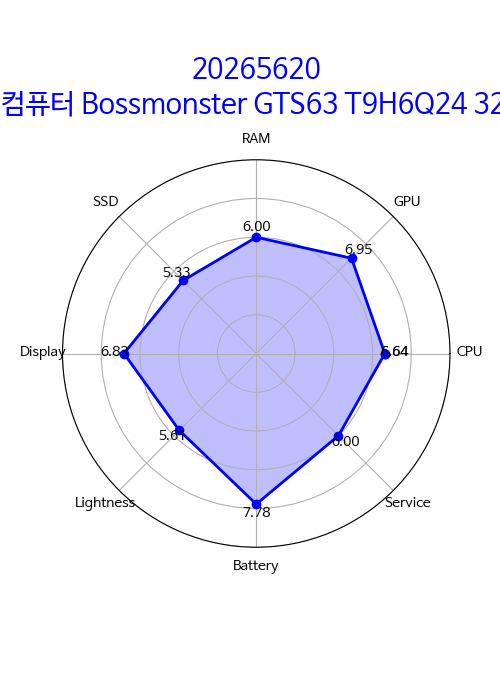 20265620
컴퓨터 Bossmonster GTS63 T9H6Q24 32
RAM
SSD
GPU
6.00
5.33
6.95
Display
6.83
6.64
CPU
5.61
6.00
Lightness
7.78
Service
Battery